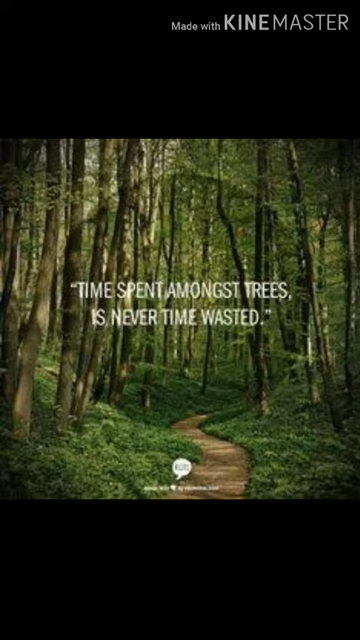 Made with KINEMASTER
“TIME SPENT AMONGST TREES,
IS NEVER TIME WASTED.”